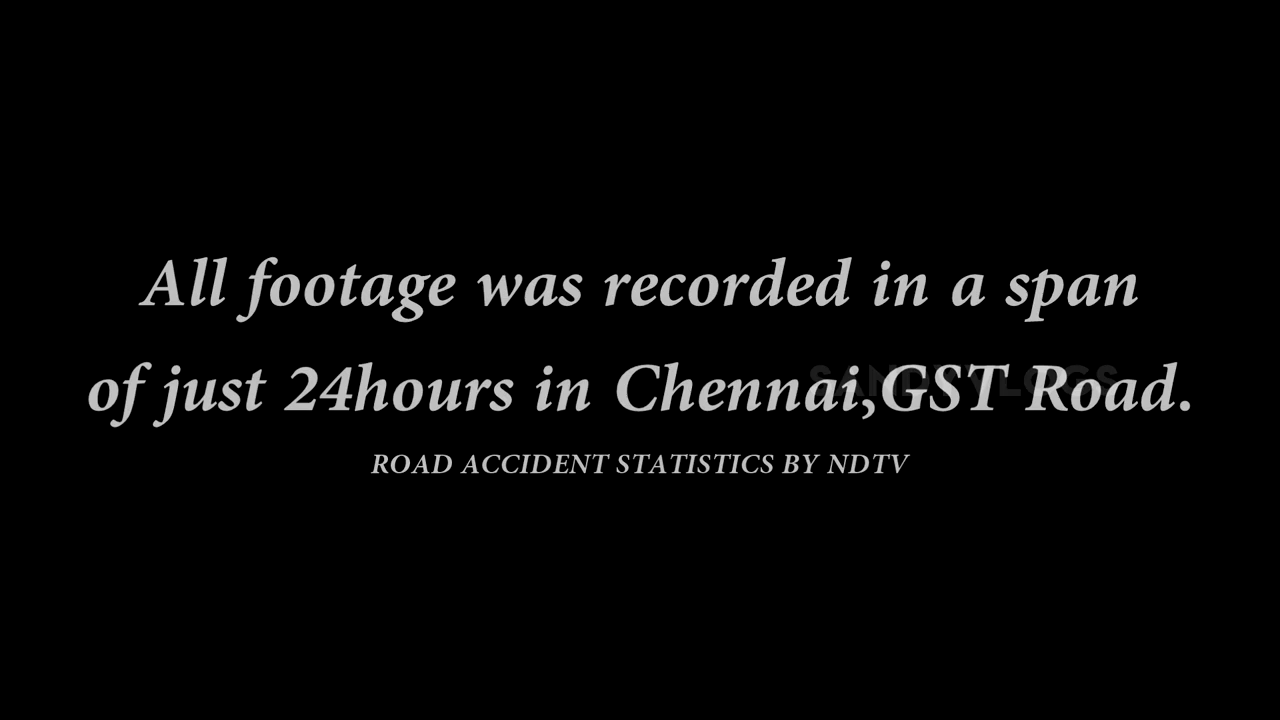 All footage was recorded in a span
of just 24hours in Chennai,GST Road.
ROAD ACCIDENT STATISTICS BY NDTV